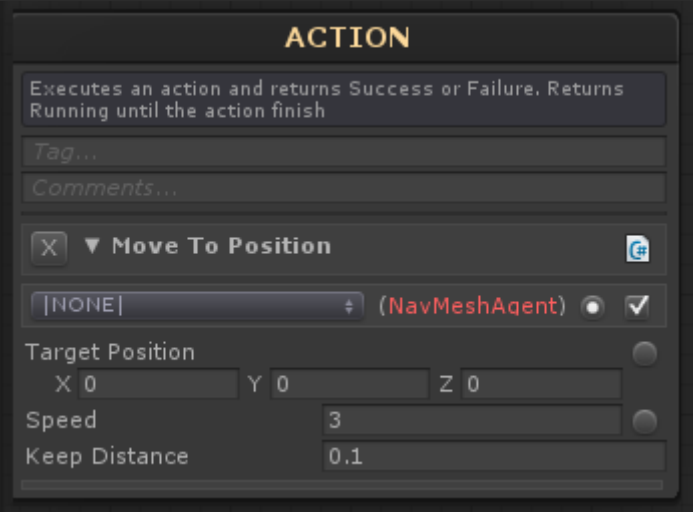 ACTION
Executes an action and returns Success or Failure. Returns
Running until the action finish
Tag...
Comments...
X ▼ Move To Position C#
|NONE| (NavMeshAgent)
Target Position
X 0 Y 0 Z 0
Speed 3
Keep Distance 0.1